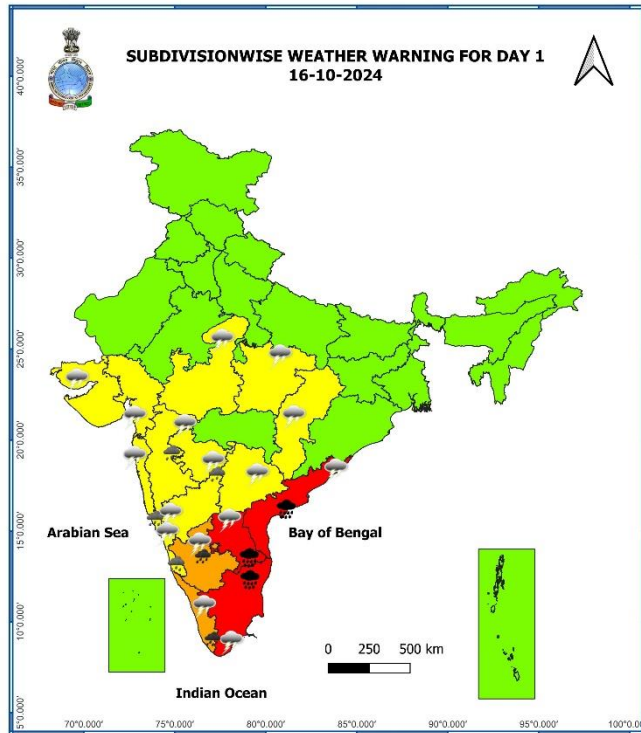 SUBDIVISIONWISE WEATHER WARNING FOR DAY 1
16-10-2024
40°0.000'
35°0.000'
30°0.000'
25°0.000'
20°0.000'
Arabian Sea
Bay of Bengal
15°0.000'
10°0.000'
0 250 500 km
Indian Ocean
5°0.000'
70°0.000' 75°0.000' 80°0.000' 85°0.000' 90°0.000' 95°0.000' 100°0.000'